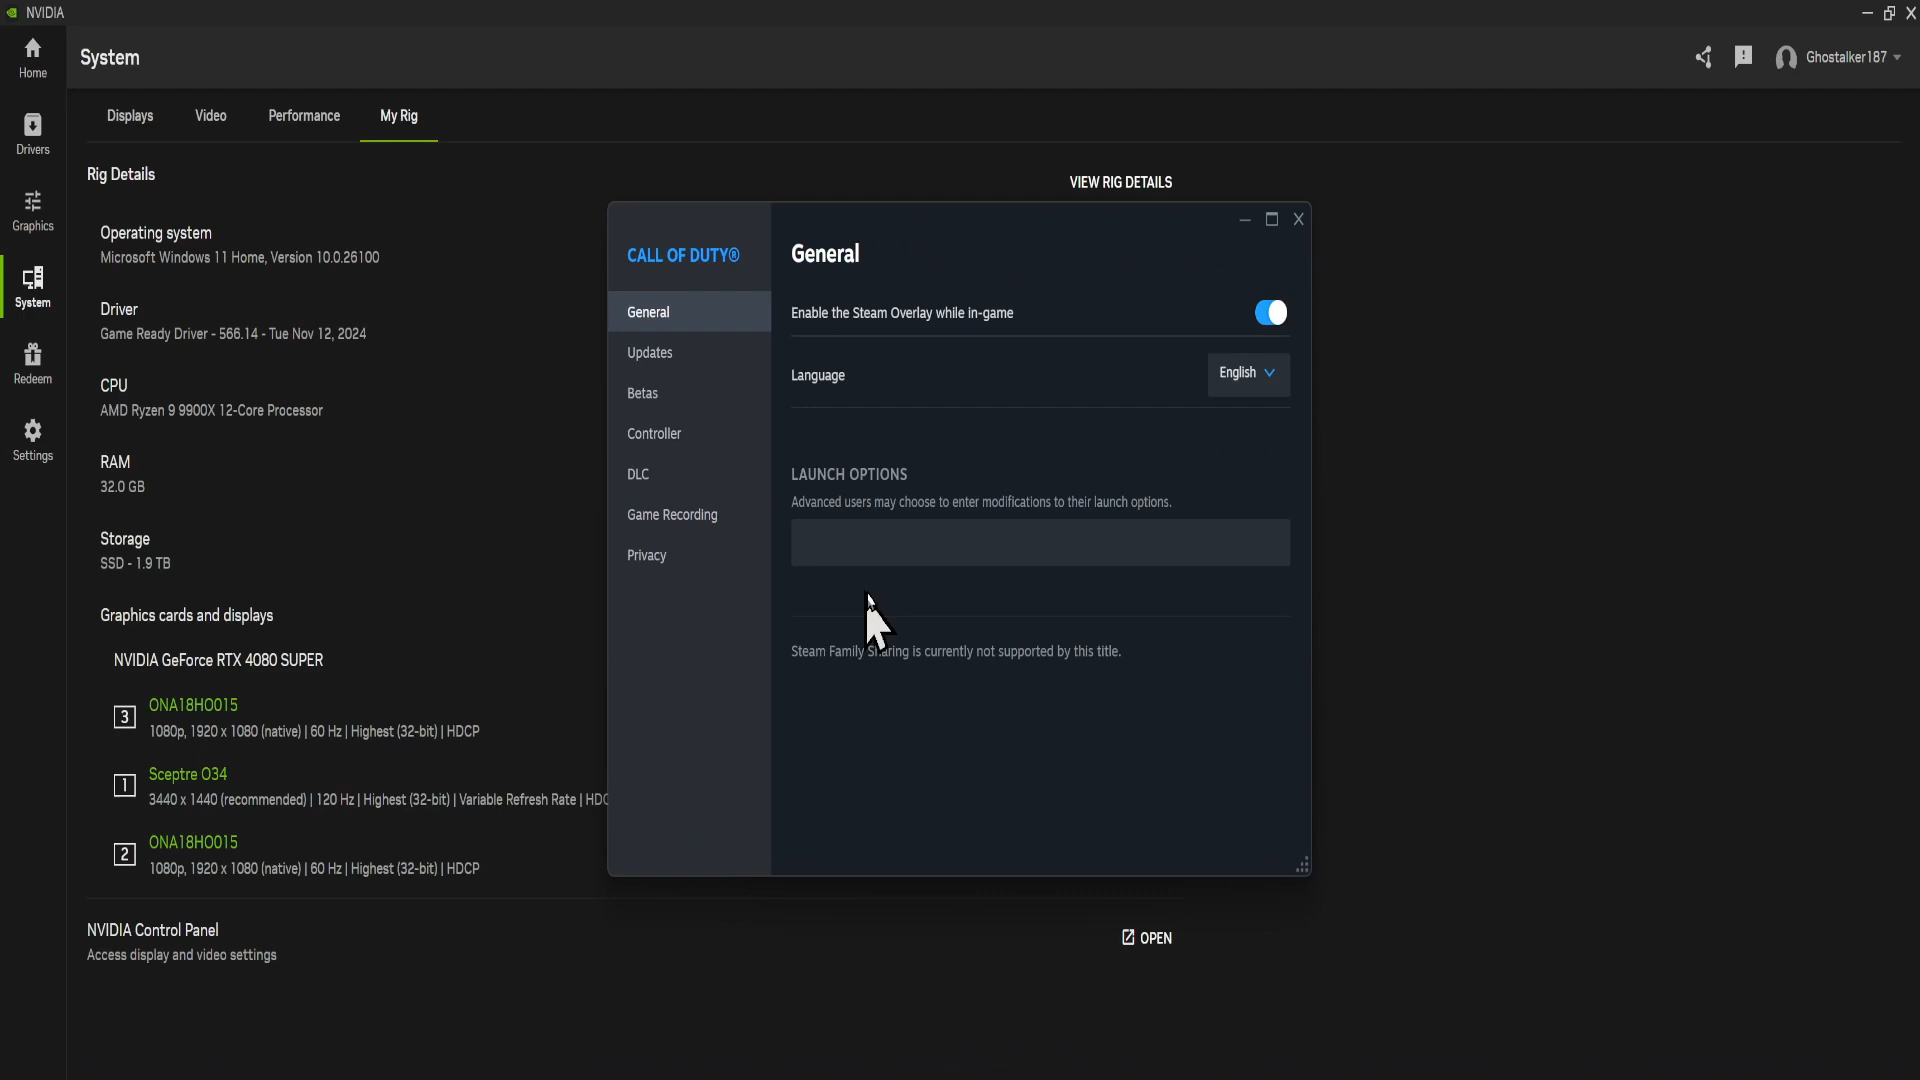 NVIDIA
Home
Drivers
Graphics
System
Redeem
Settings
System
Ghostalker187
Displays
Video
Performance
My Rig
Rig Details
VIEW RIG DETAILS
Operating system
Microsoft Windows 11 Home, Version 10.0.26100
Driver
Game Ready Driver - 566.14 - Tue Nov 12, 2024
CPU
AMD Ryzen 9 9900X 12-Core Processor
RAM
32.0 GB
Storage
SSD - 1.9 TB
Graphics cards and displays
NVIDIA GeForce RTX 4080 SUPER
3
ONA18HO015
1080p, 1920 x 1080 (native) | 60 Hz | Highest (32-bit) | HDCP
1
Sceptre O34
3440 x 1440 (recommended) | 120 Hz | Highest (32-bit) | Variable Refresh Rate | HDC
2
ONA18HO015
1080p, 1920 x 1080 (native) | 60 Hz | Highest (32-bit) | HDCP
NVIDIA Control Panel
Access display and video settings
OPEN
CALL OF DUTY®
General
Updates
Betas
Controller
DLC
Game Recording
Privacy
General
Enable the Steam Overlay while in-game
Language
English
LAUNCH OPTIONS
Advanced users may choose to enter modifications to their launch options.
Steam Family Sharing is currently not supported by this title.